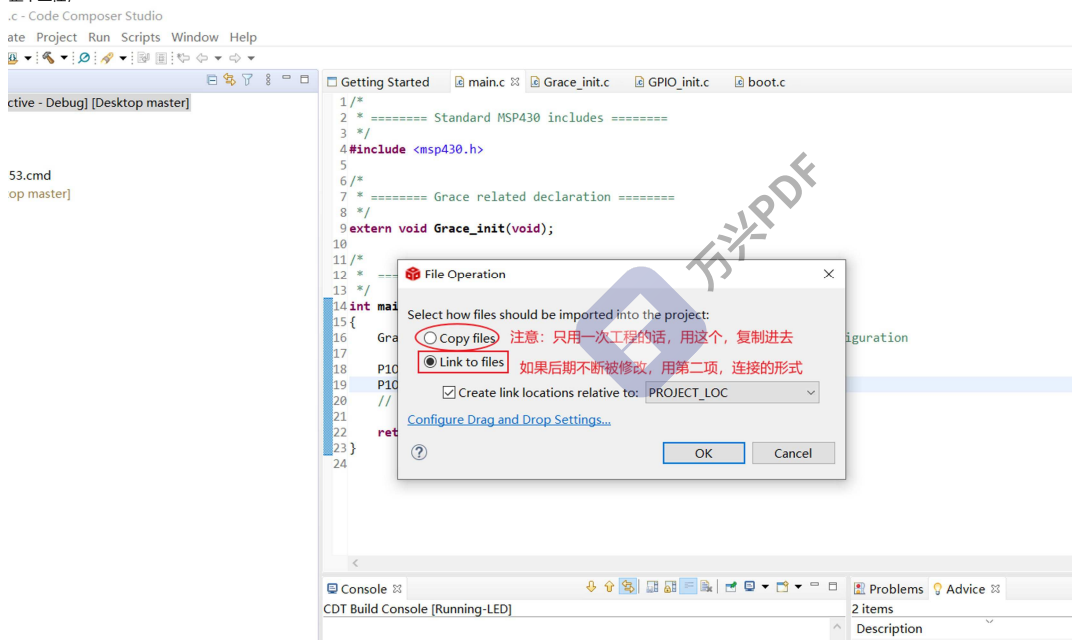 .c - Code Composer Studio
ate Project Run Scripts Window Help
ctive - Debug] [Desktop master]
53.cmd
op master]
Getting Started main.c Grace_init.c GPIO_init.c boot.c
1 /*
2 * ======== Standard MSP430 includes ========
3 */
4 #include <msp430.h>
5
6 /*
7 * ======== Grace related declaration ========
8 */
9 extern void Grace_init(void);
10
11 /*
12 * ===
13 */
14 int mai
15 {
16 Gra
iguration
17
18 P1O
19 P1O
20 //
21
22 ret
23 }
24
File Operation
Select how files should be imported into the project:
Copy files 注意：只用一次工程的话，用这个，复制进去
Link to files 如果后期不断被修改，用第二项，连接的形式
Create link locations relative to: PROJECT_LOC
Configure Drag and Drop Settings...
OK Cancel
万兴PDF
Console
CDT Build Console [Running-LED]
Problems Advice
2 items
Description